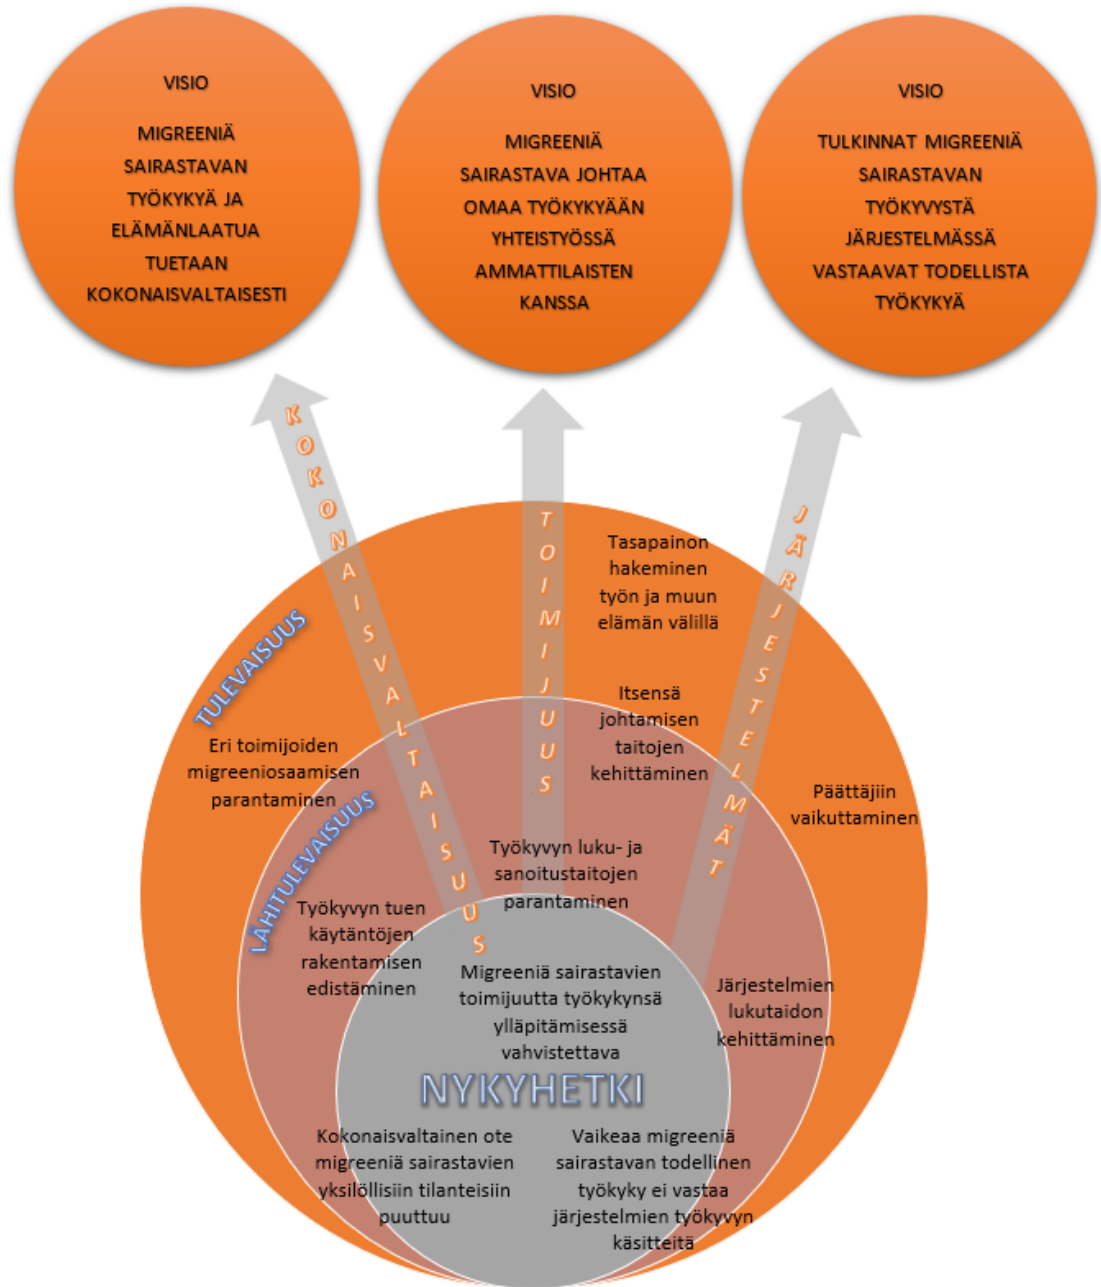 VISIO
MIGREENIÄ
SAIRASTAVAN
TYÖKYKYÄ JA
ELÄMÄNLAATUA
TUETAAN
KOKONAISVALTAISESTI
VISIO
MIGREENIÄ
SAIRASTAVA JOHTAA
OMAA TYÖKYKYÄÄN
YHTEISTYÖSSÄ
AMMATTILAISTEN
KANSSA
VISIO
TULKINNAT MIGREENIÄ
SAIRASTAVAN
TYÖKYVYSTÄ
JÄRJESTELMÄSSÄ
VASTAAVAT TODELLISTA
TYÖKYKYÄ
KOKONAISVALTAISUUS
TOIMIJUUS
JÄRJESTELMÄT
TULEVAISUUS
Tasapainon
hakeminen
työn ja muun
elämän välillä
Eri toimijoiden
migreeniosaamisen
parantaminen
Päättäjiin
vaikuttaminen
LÄHITULEVAISUUS
Itsensä
johtamisen
taitojen
kehittäminen
Työkyvyn luku- ja
sanoitustaitojen
parantaminen
Työkyvyn tuen
käytäntöjen
rakentamisen
edistäminen
Järjestelmien
lukutaidon
kehittäminen
Migreeniä sairastavien
toimijuutta työkykynsä
ylläpitämisessä
vahvistettava
NYKYHETKI
Kokonaisvaltainen ote
migreeniä sairastavien
yksilöllisiin tilanteisiin
puuttuu
Vaikeaa migreeniä
sairastavan todellinen
työkyky ei vastaa
järjestelmien työkyvyn
käsitteitä